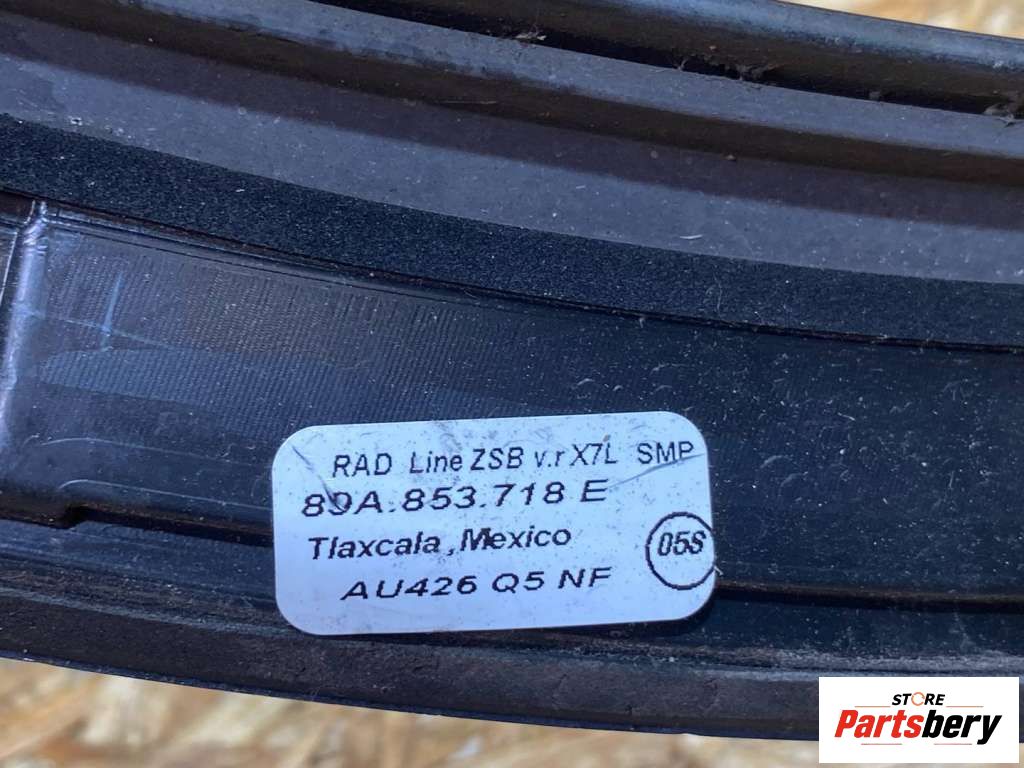 RAD Line ZSB v.r X7L SMP
80A.853.718 E
Tlaxcala, Mexico
05S
AU426 Q5 NF
STORE
Partsbery